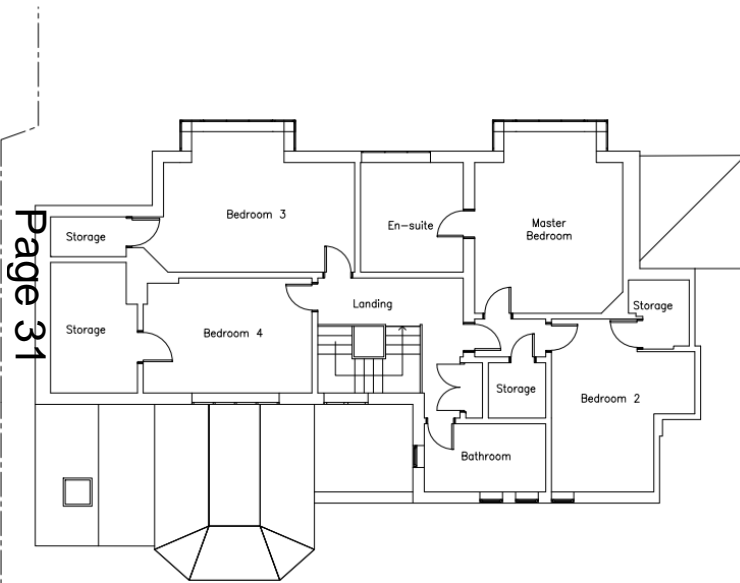 Bedroom 3
Storage
En-suite
Master
Bedroom
Page 31
Landing
Storage
Storage
Bedroom 4
Storage
Bedroom 2
Bathroom